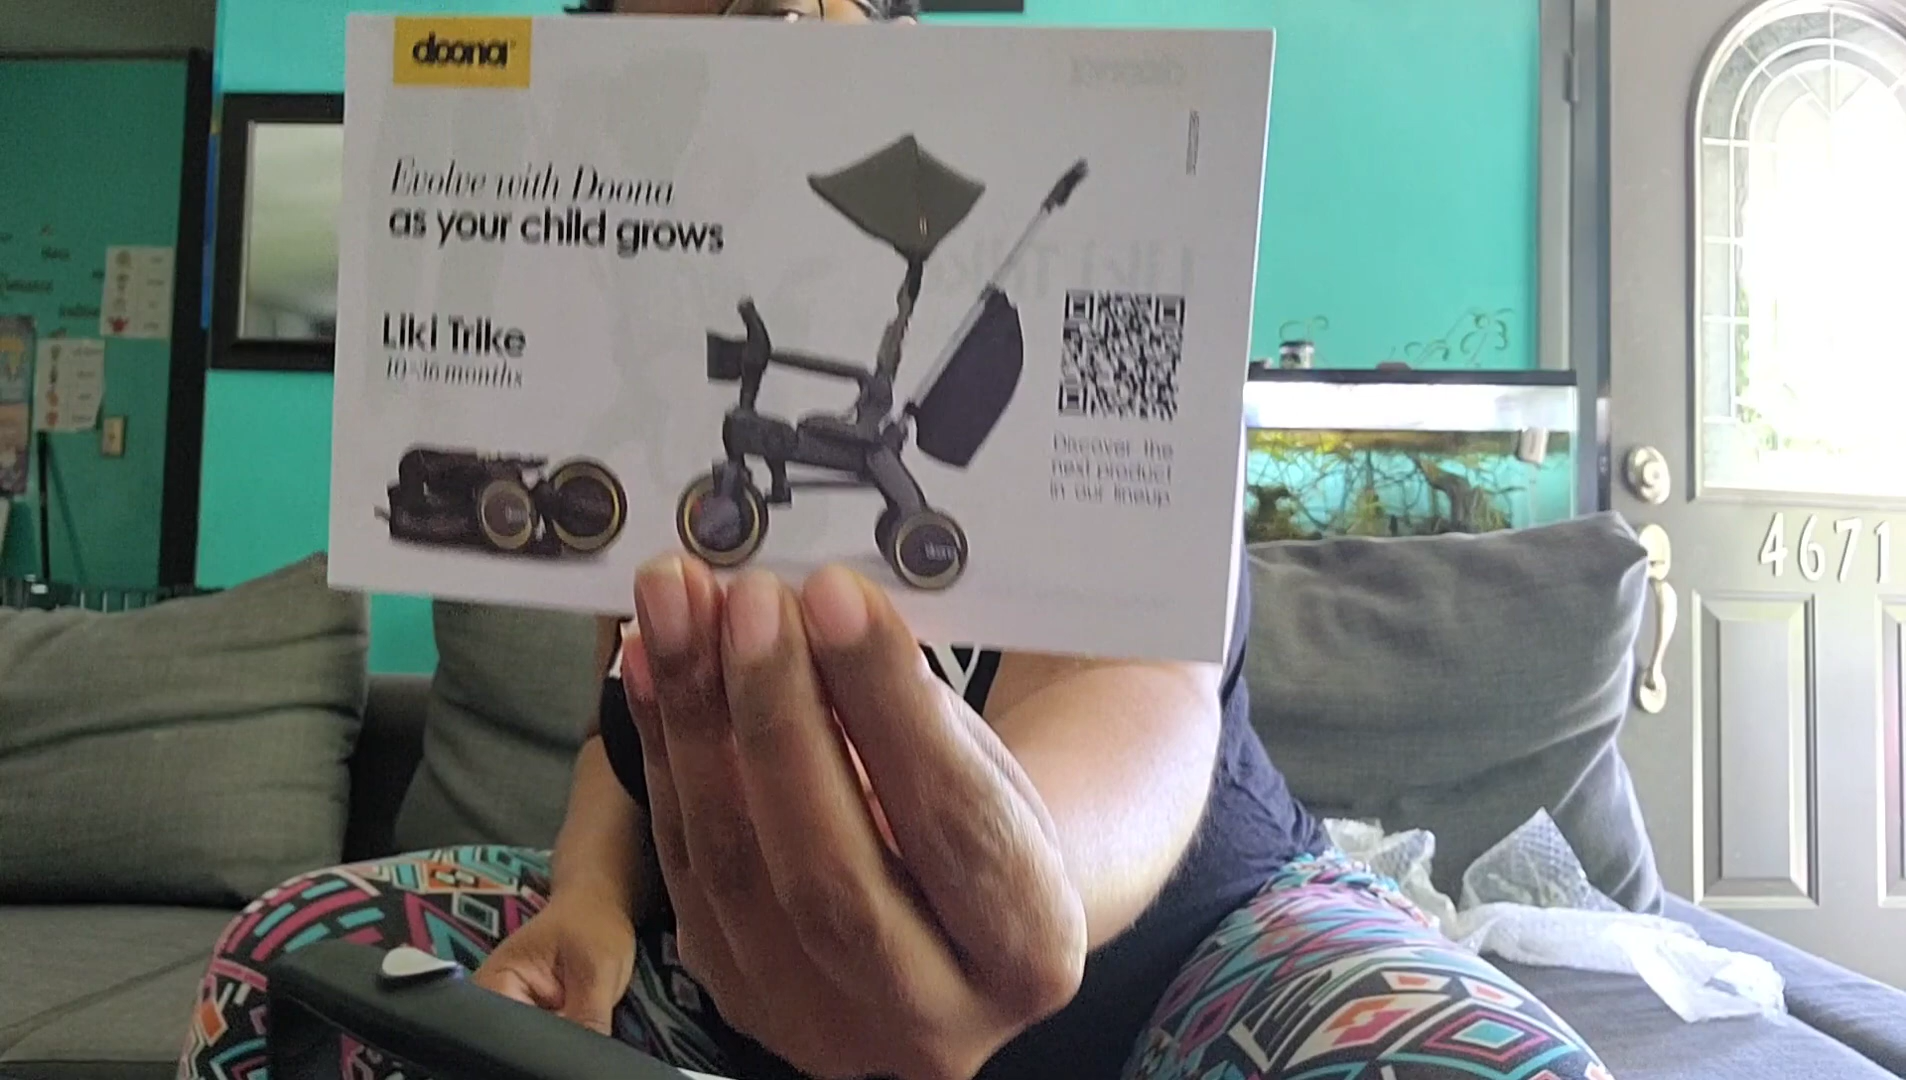 doona
Evolve with Doona
as your child grows
Liki Trike
10-36 months
Discover the
next product
in our lineup
4671